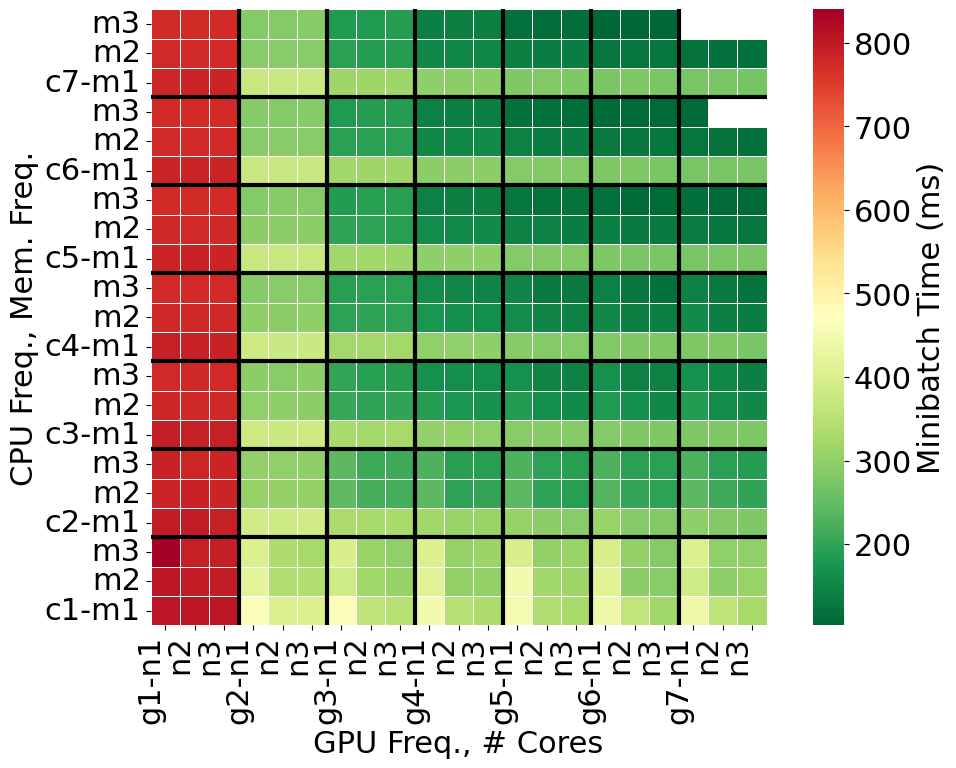 CPU Freq., Mem. Freq.
m3
m2
c7-m1
m3
m2
c6-m1
m3
m2
c5-m1
m3
m2
c4-m1
m3
m2
c3-m1
m3
m2
c2-m1
m3
m2
c1-m1
g1-n1
n2
n3
g2-n1
n2
n3
g3-n1
n2
n3
g4-n1
n2
n3
g5-n1
n2
n3
g6-n1
n2
n3
g7-n1
n2
n3
GPU Freq., # Cores
800
700
600
500
400
300
200
Minibatch Time (ms)